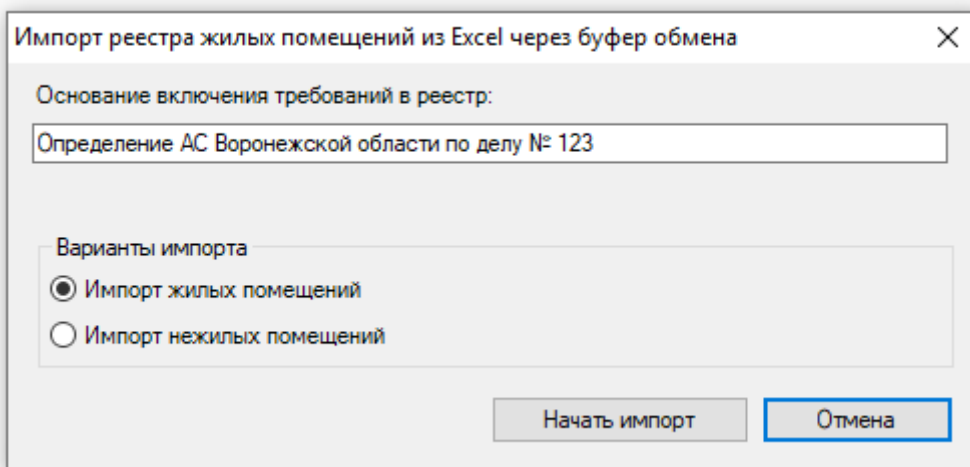 Импорт реестра жилых помещений из Excel через буфер обмена
Основание включения требований в реестр:
Определение АС Воронежской области по делу № 123
Варианты импорта
Импорт жилых помещений
Импорт нежилых помещений
Начать импорт
Отмена